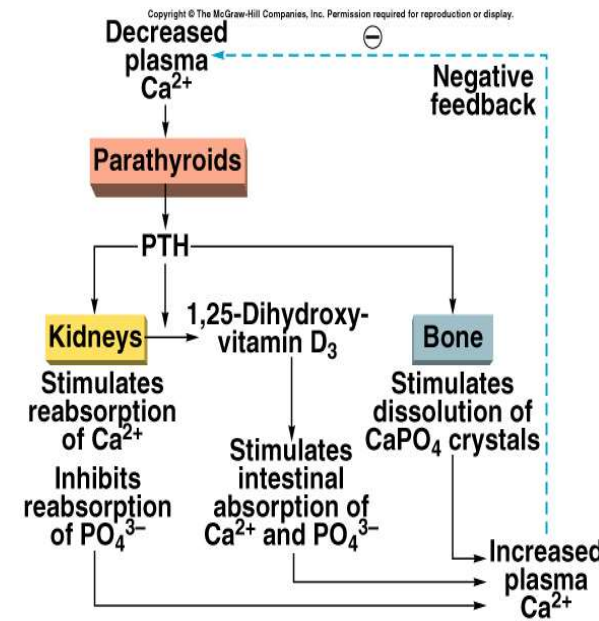 Copyright © The McGraw-Hill Companies, Inc. Permission required for reproduction or display.
Decreased
plasma
Ca²⁺
⊖
Negative
feedback
Parathyroids
PTH
Kidneys
1,25-Dihydroxy-
vitamin D₃
Bone
Stimulates
reabsorption
of Ca²⁺
Inhibits
reabsorption
of PO₄³⁻
Stimulates
intestinal
absorption of
Ca²⁺ and PO₄³⁻
Stimulates
dissolution of
CaPO₄ crystals
Increased
plasma
Ca²⁺